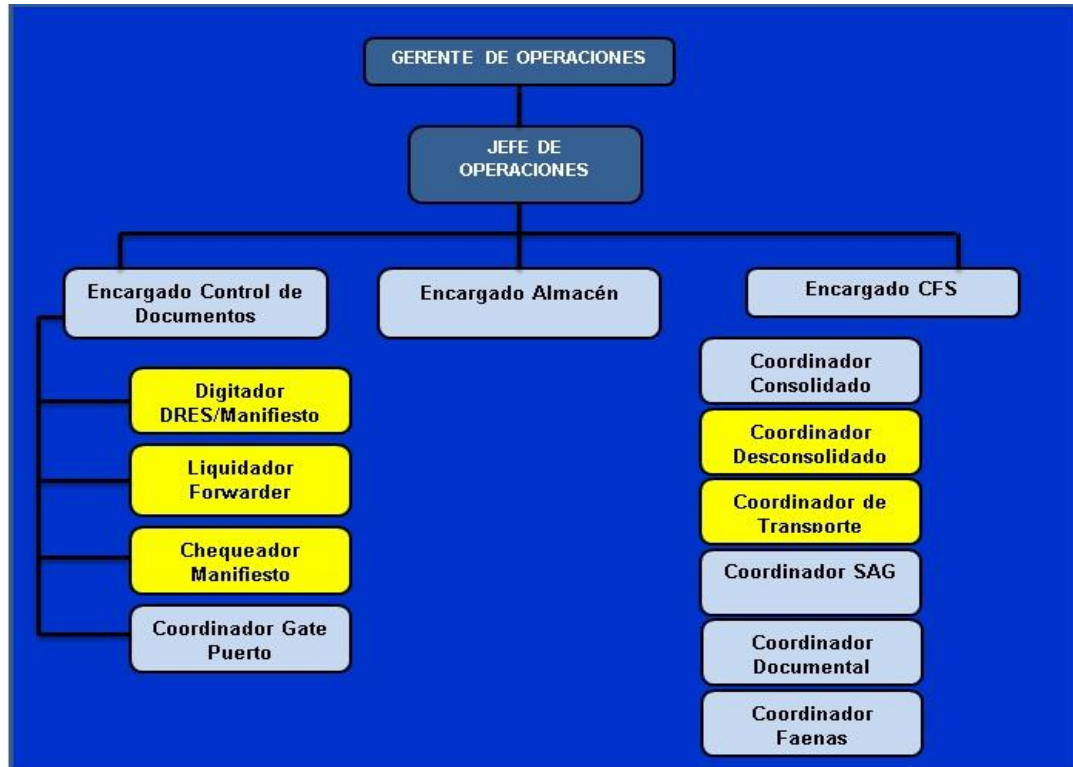 GERENTE DE OPERACIONES
JEFE DE
OPERACIONES
Encargado Control de
Documentos
Encargado Almacén
Encargado CFS
Digitador
DRES/Manifiesto
Liquidador
Forwarder
Chequeador
Manifiesto
Coordinador Gate
Puerto
Coordinador
Consolidado
Coordinador
Desconsolidado
Coordinador de
Transporte
Coordinador SAG
Coordinador
Documental
Coordinador
Faenas